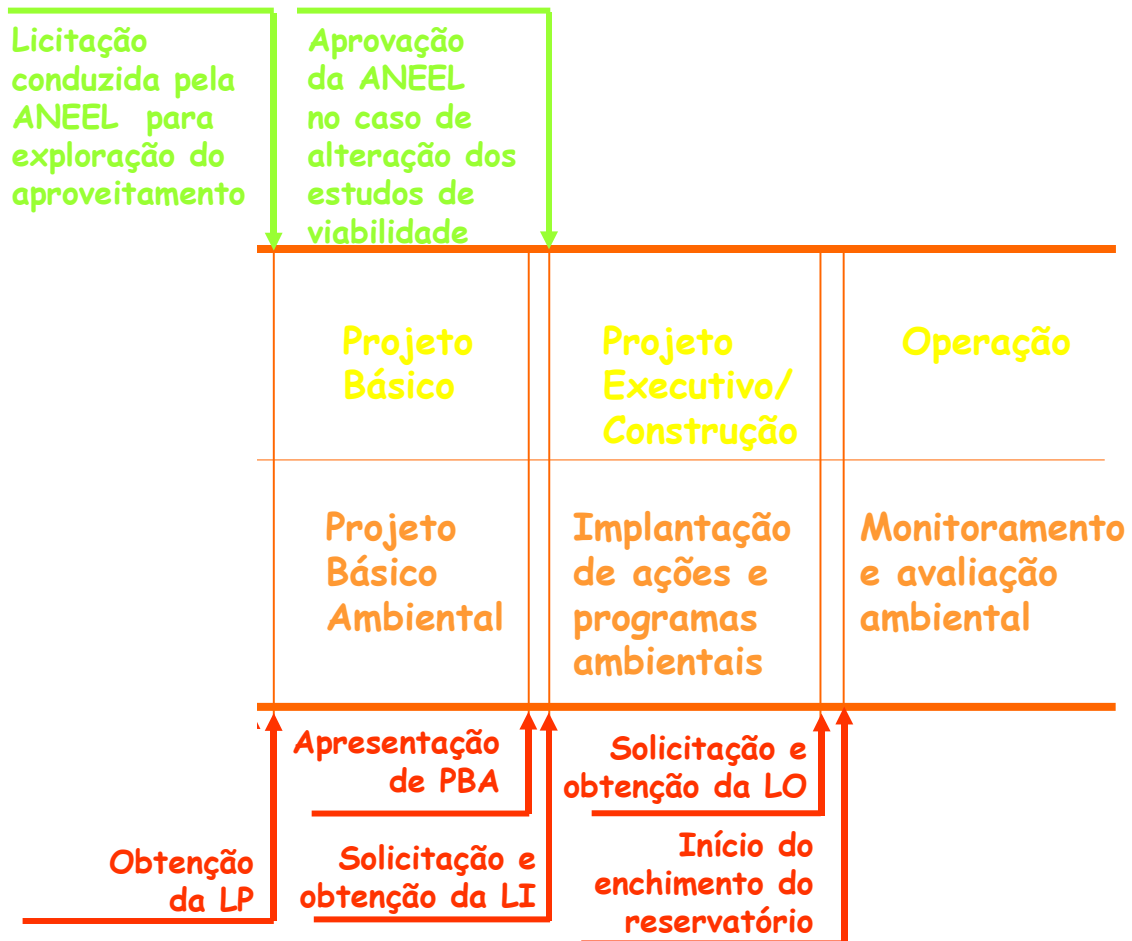 Licitação
conduzida pela
ANEEL para
exploração do
aproveitamento
Aprovação
da ANEEL
no caso de
alteração dos
estudos de
viabilidade
Projeto
Básico
Projeto
Executivo/
Construção
Operação
Projeto
Básico
Ambiental
Implantação
de ações e
programas
ambientais
Monitoramento
e avaliação
ambiental
Apresentação
de PBA
Solicitação e
obtenção da LO
Obtenção
da LP
Solicitação e
obtenção da LI
Início do
enchimento do
reservatório